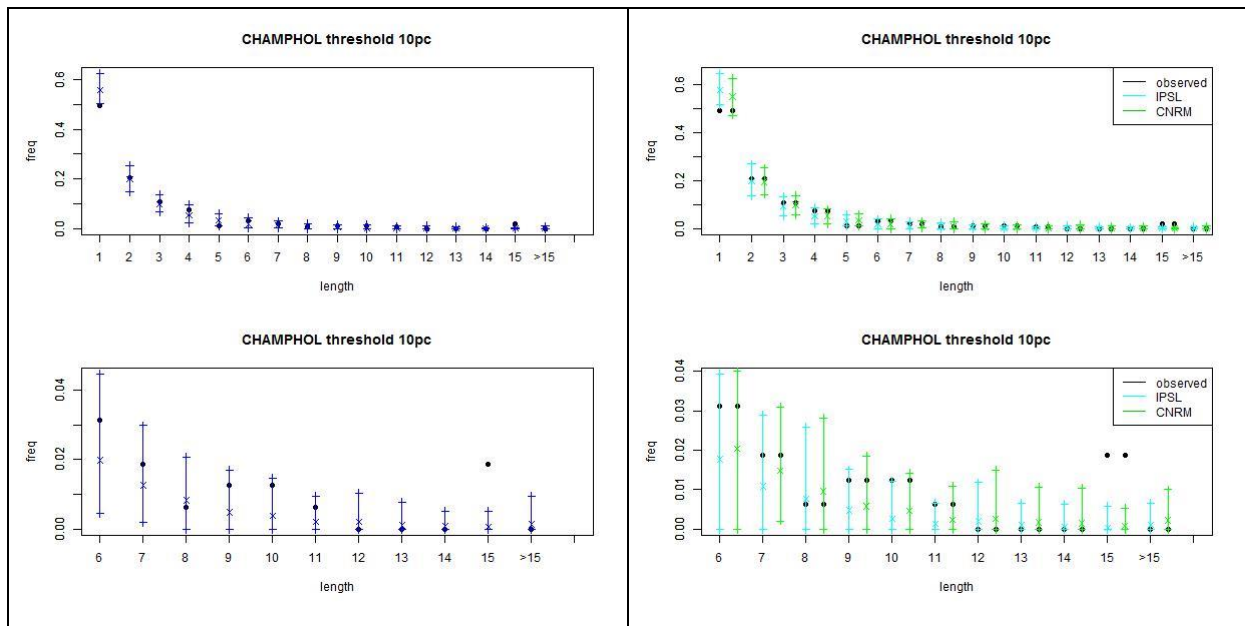 CHAMPHOL threshold 10pc
freq
0.0 0.2 0.4 0.6
1 2 3 4 5 6 7 8 9 10 11 12 13 14 15 >15
length
CHAMPHOL threshold 10pc
freq
0.00 0.02 0.04
6 7 8 9 10 11 12 13 14 15 >15
length
CHAMPHOL threshold 10pc
observed
IPSL
CNRM
freq
0.0 0.2 0.4 0.6
1 2 3 4 5 6 7 8 9 10 11 12 13 14 15 >15
length
CHAMPHOL threshold 10pc
observed
IPSL
CNRM
freq
0.00 0.01 0.02 0.03 0.04
6 7 8 9 10 11 12 13 14 15 >15
length